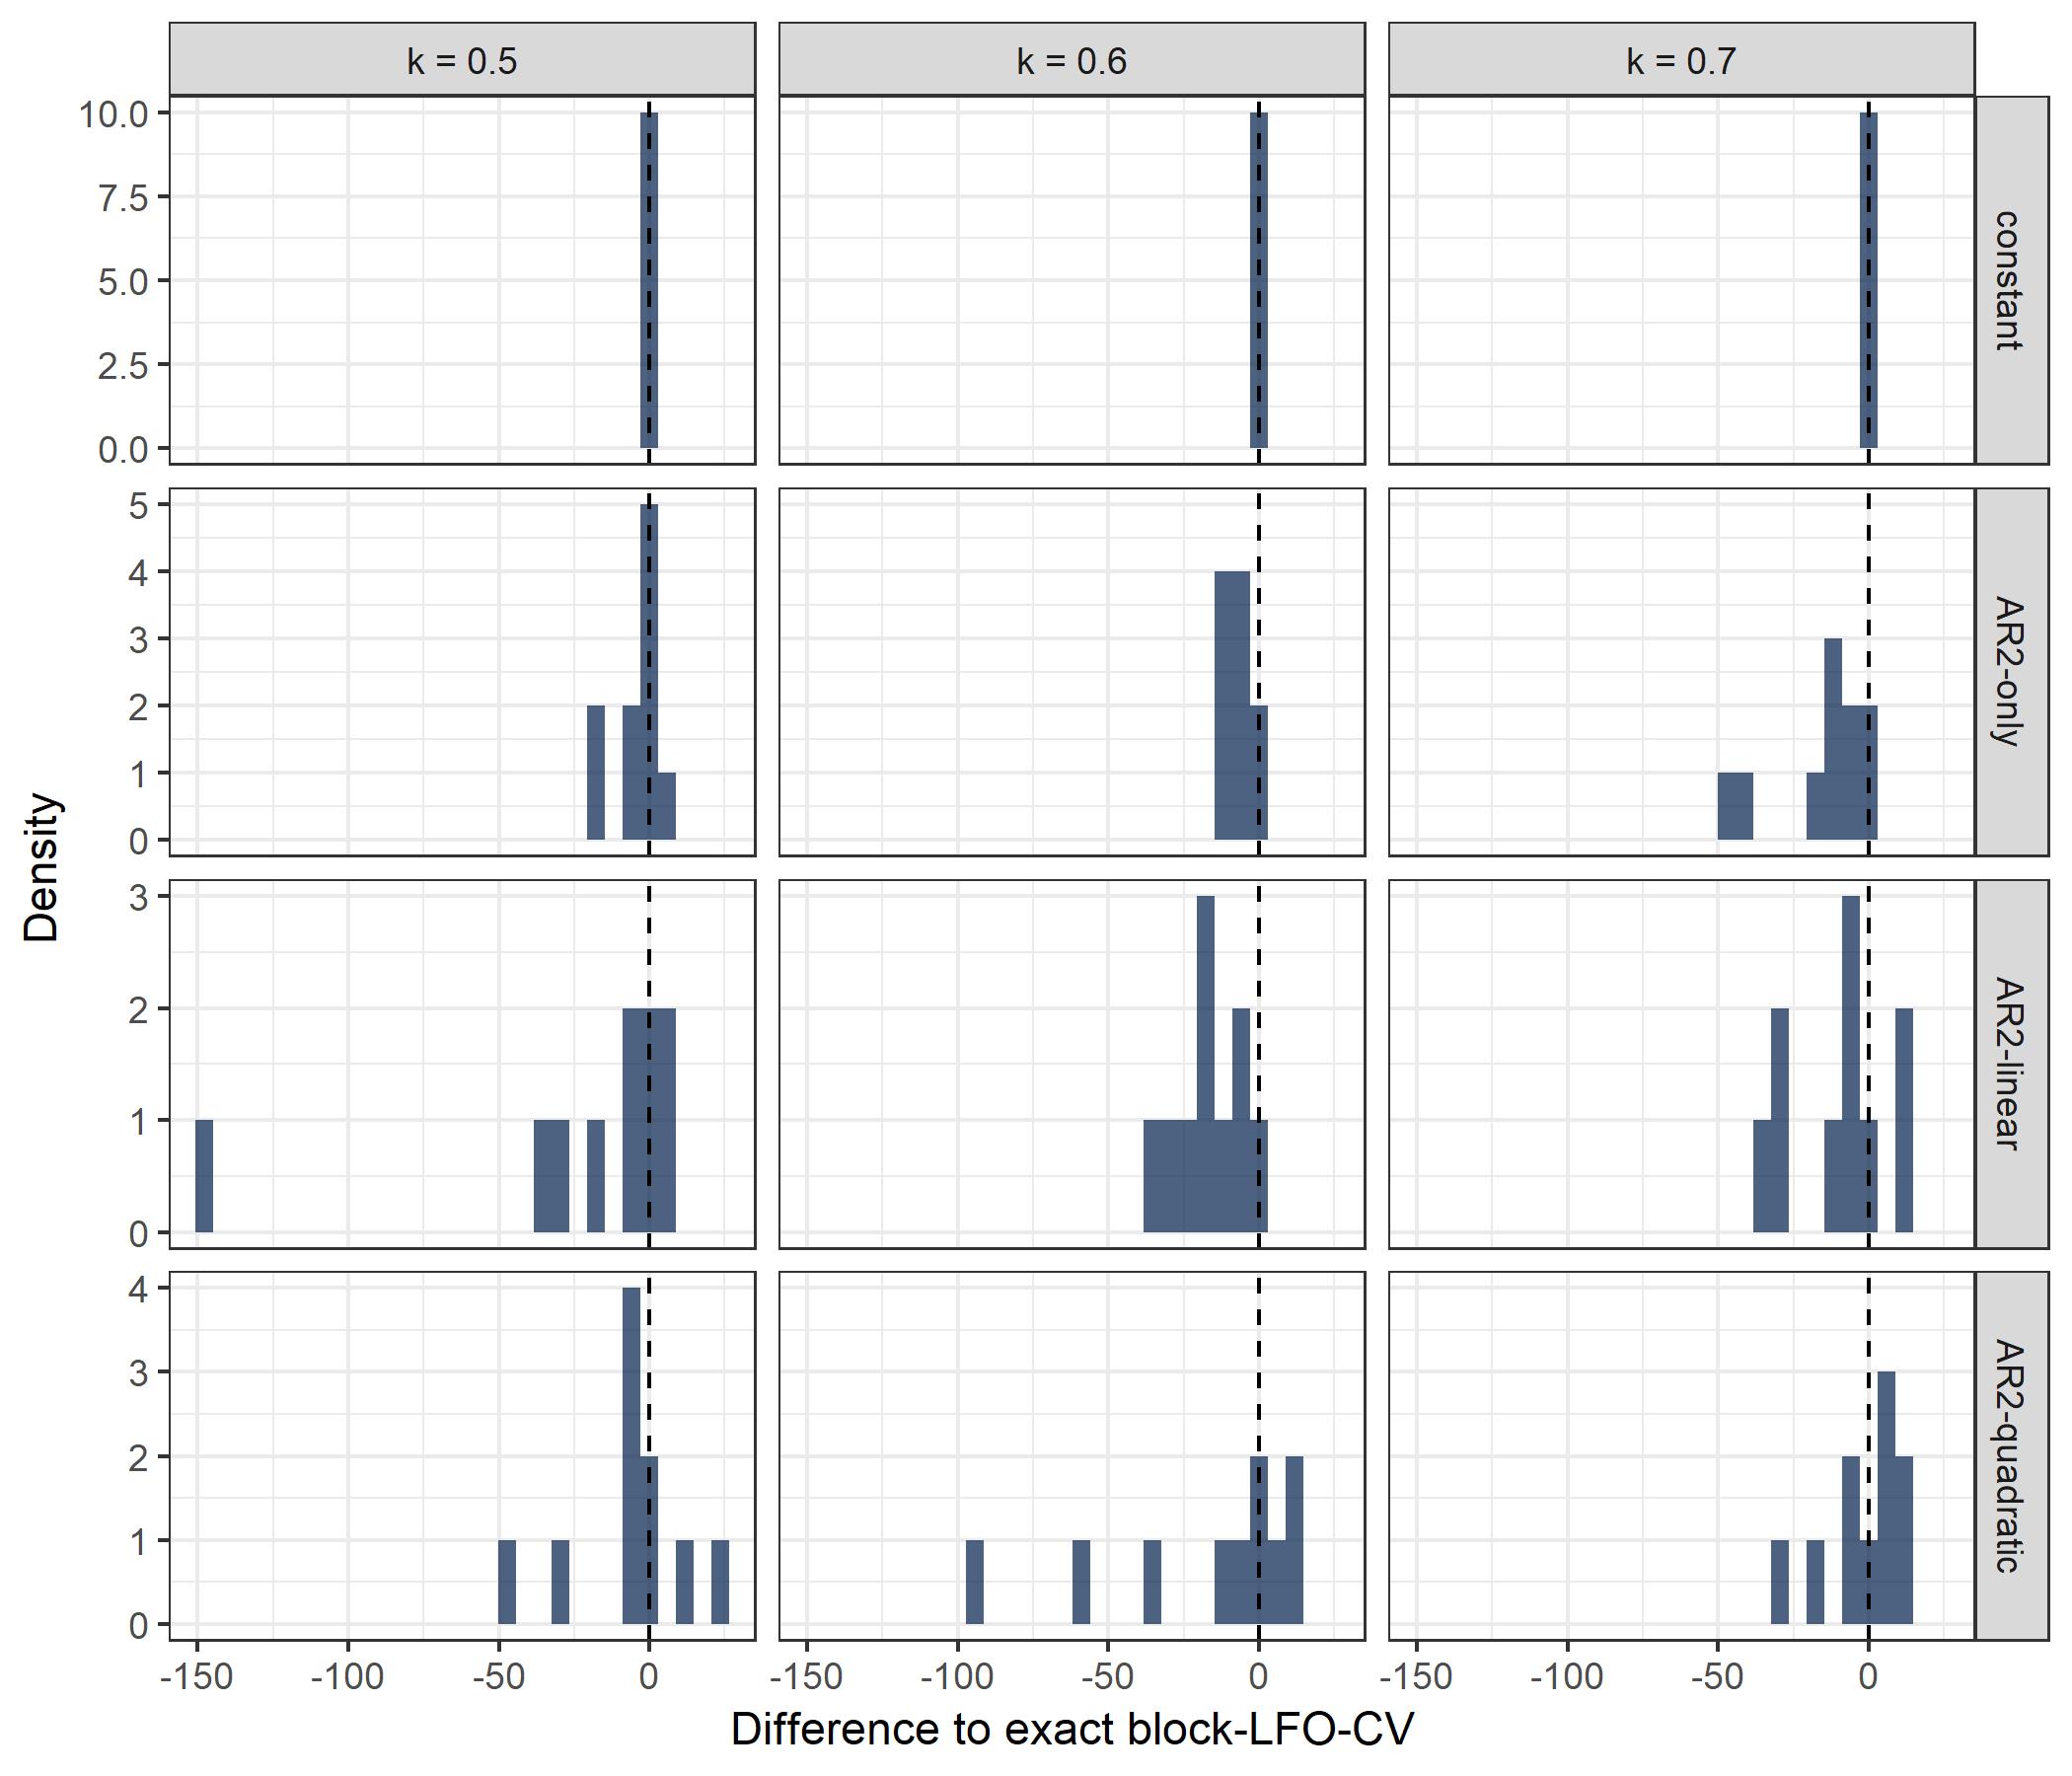 k = 0.5
k = 0.6
k = 0.7
10.0
7.5
5.0
2.5
0.0
constant
5
4
3
2
1
0
AR2-only
3
2
1
0
AR2-linear
4
3
2
1
0
AR2-quadratic
-150 -100 -50 0
-150 -100 -50 0
-150 -100 -50 0
Density
Difference to exact block-LFO-CV